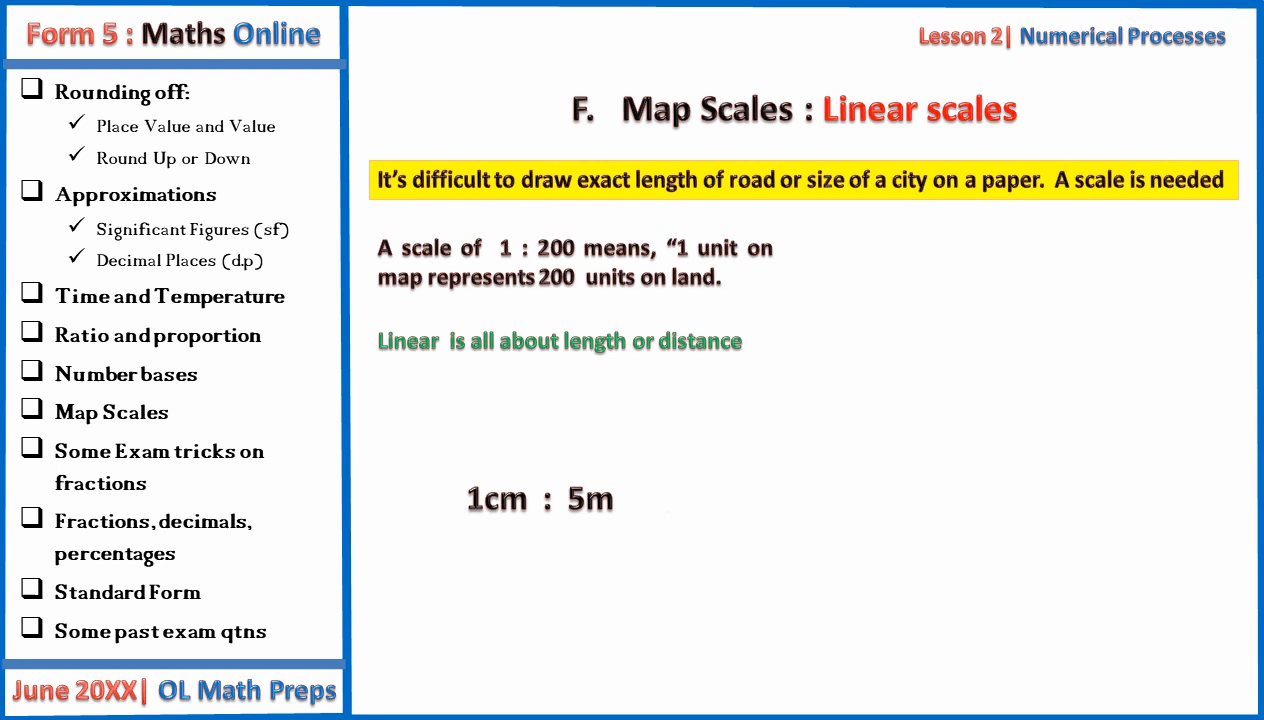 Form 5 : Maths Online
Rounding off:
Place Value and Value
Round Up or Down
Approximations
Significant Figures (sf)
Decimal Places (d.p)
Time and Temperature
Ratio and proportion
Number bases
Map Scales
Some Exam tricks on
fractions
Fractions, decimals,
percentages
Standard Form
Some past exam qtns
June 20XX| OL Math Preps
Lesson 2| Numerical Processes
F. Map Scales : Linear scales
It's difficult to draw exact length of road or size of a city on a paper. A scale is needed
A scale of 1 : 200 means, “1 unit on
map represents 200 units on land.
Linear is all about length or distance
1cm : 5m